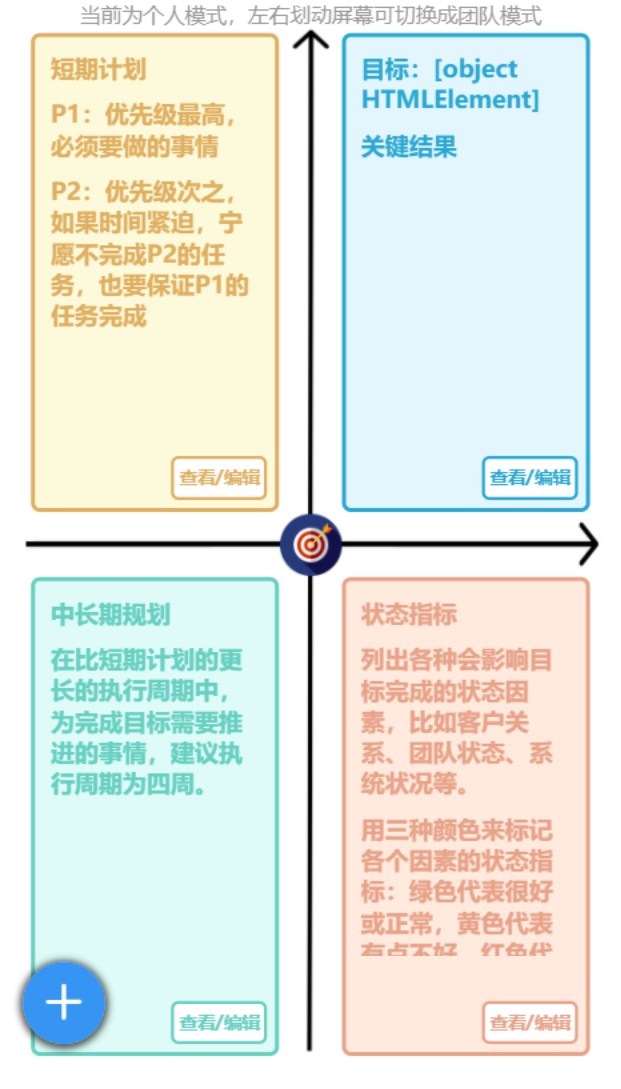 当前为个人模式，左右划动屏幕可切换成团队模式
短期计划
P1：优先级最高，
必须要做的事情
P2：优先级次之，
如果时间紧迫，宁
愿不完成P2的任
务，也要保证P1的
任务完成
查看/编辑
目标：[object
HTMLElement]
关键结果
查看/编辑
中长期规划
在比短期计划的更
长的执行周期中，
为完成目标需要推
进的事情，建议执
行周期为四周。
查看/编辑
状态指标
列出各种会影响目
标完成的状态因
素，比如客户关
系、团队状态、系
统状况等。
用三种颜色来标记
各个因素的状态指
标：绿色代表很好
或正常，黄色代表
有点不好，红色代
查看/编辑